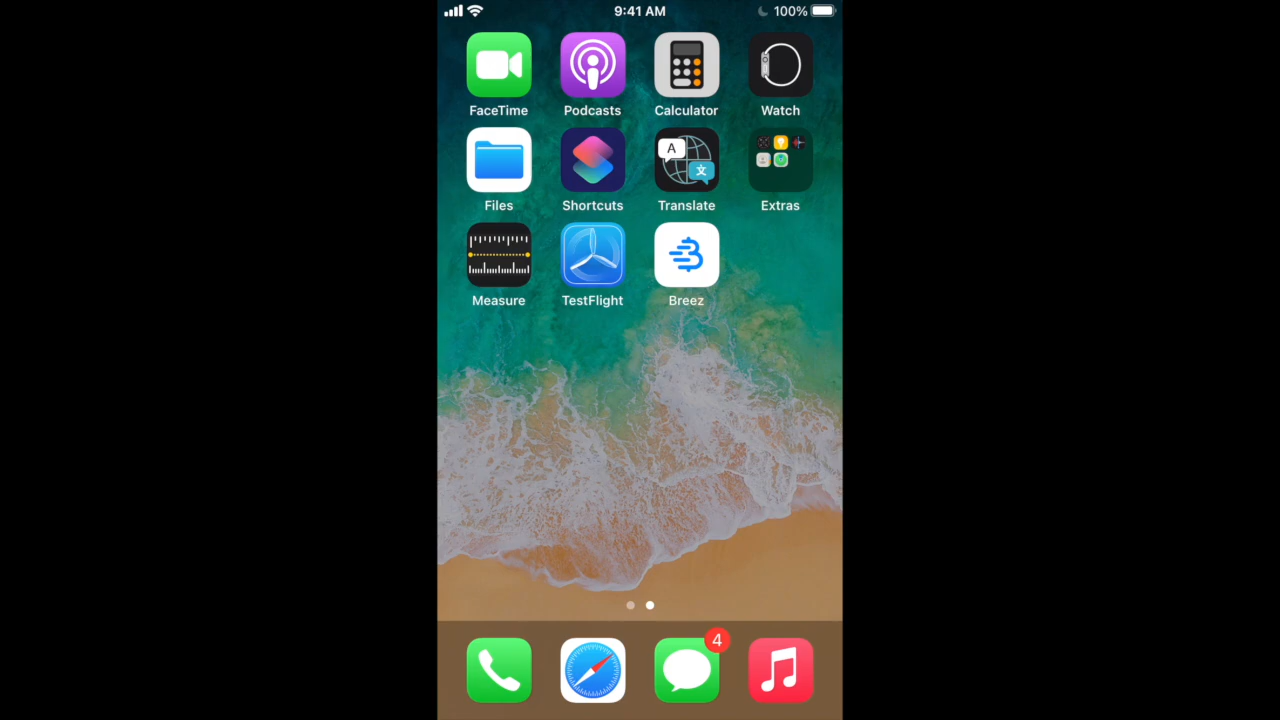 9:41 AM
100%
FaceTime
Podcasts
Calculator
Watch
A
文
Files
Shortcuts
Translate
Extras
Measure
TestFlight
Breez
4